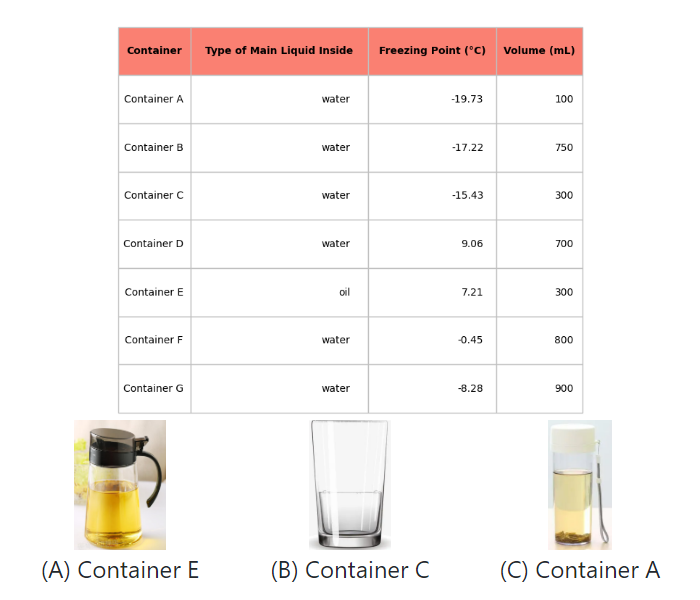 Container Type of Main Liquid Inside Freezing Point (°C) Volume (mL)
Container A water -19.73 100
Container B water -17.22 750
Container C water -15.43 300
Container D water 9.06 700
Container E oil 7.21 300
Container F water -0.45 800
Container G water -8.28 900
(A) Container E (B) Container C (C) Container A